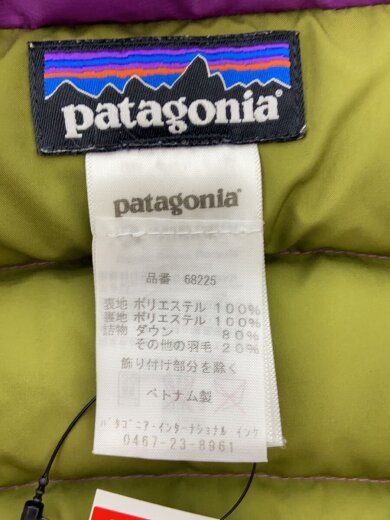 patagonia®
patagonia®
品番 68225
表地 ポリエステル 100%
裏地 ポリエステル 100%
詰物 ダウン 80%
その他の羽毛 20%
飾り付け部分を除く
ベトナム製
パタゴニア・インターナショナル インク
0467-23-8961